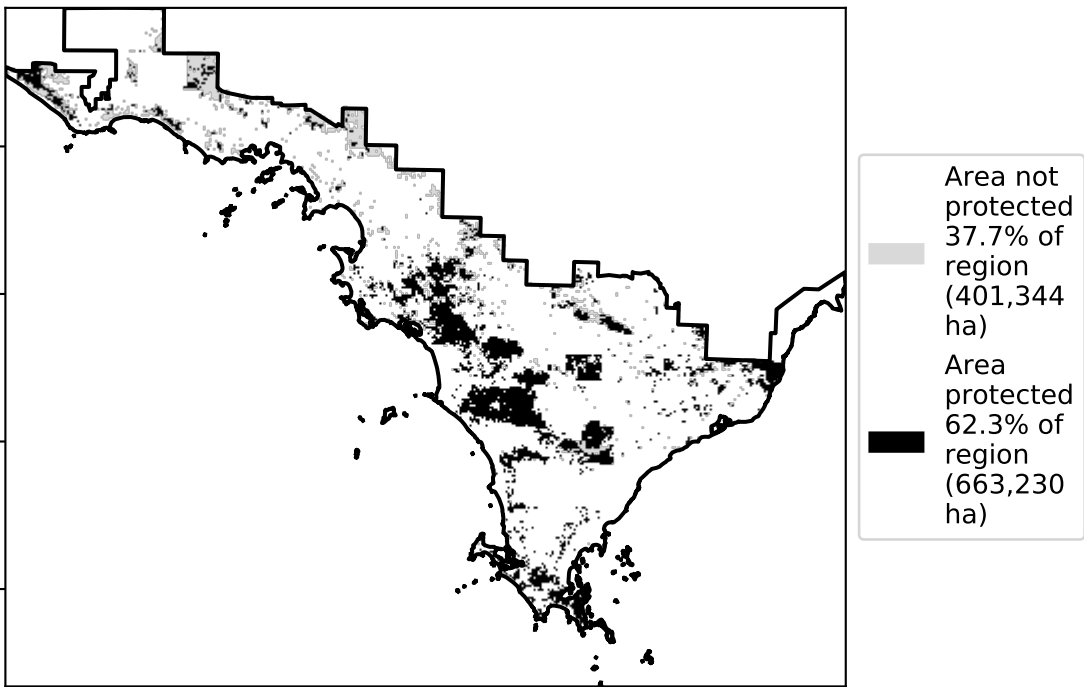 Area not
protected
37.7% of
region
(401,344
ha)
Area
protected
62.3% of
region
(663,230
ha)